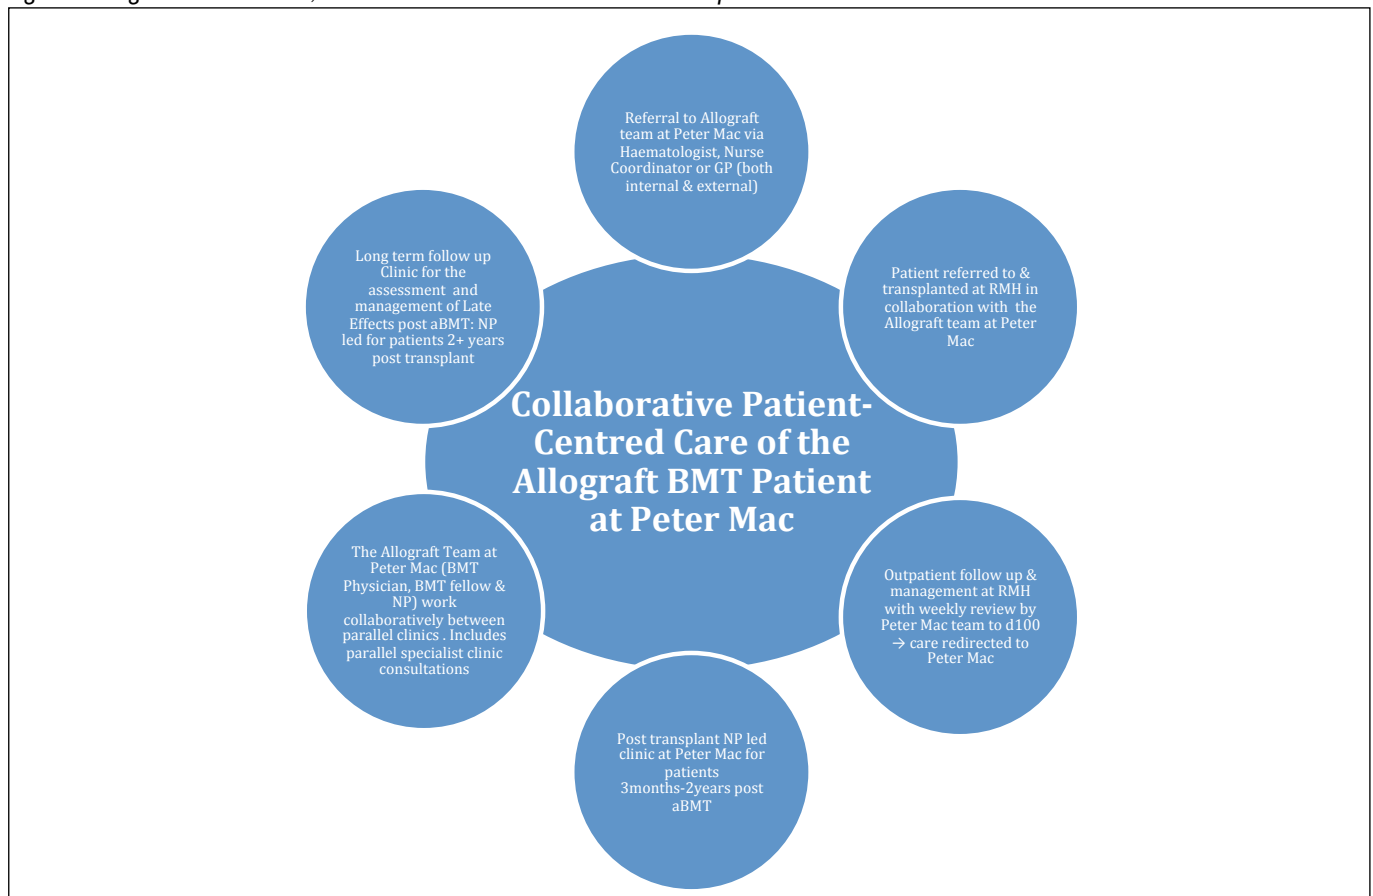 Referral to Allograft
team at Peter Mac via
Haematologist, Nurse
Coordinator or GP (both
internal & external)
Patient referred to &
transplanted at RMH in
collaboration with the
Allograft team at Peter
Mac
Outpatient follow up &
management at RMH
with weekly review by
Peter Mac team to d100
→ care redirected to
Peter Mac
Post transplant NP led
clinic at Peter Mac for
patients
3months-2years post
aBMT
The Allograft Team at
Peter Mac (BMT
Physician, BMT fellow &
NP) work
collaboratively between
parallel clinics . Includes
parallel specialist clinic
consultations
Long term follow up
Clinic for the
assessment and
management of Late
Effects post aBMT: NP
led for patients 2+ years
post transplant
Collaborative Patient-
Centred Care of the
Allograft BMT Patient
at Peter Mac